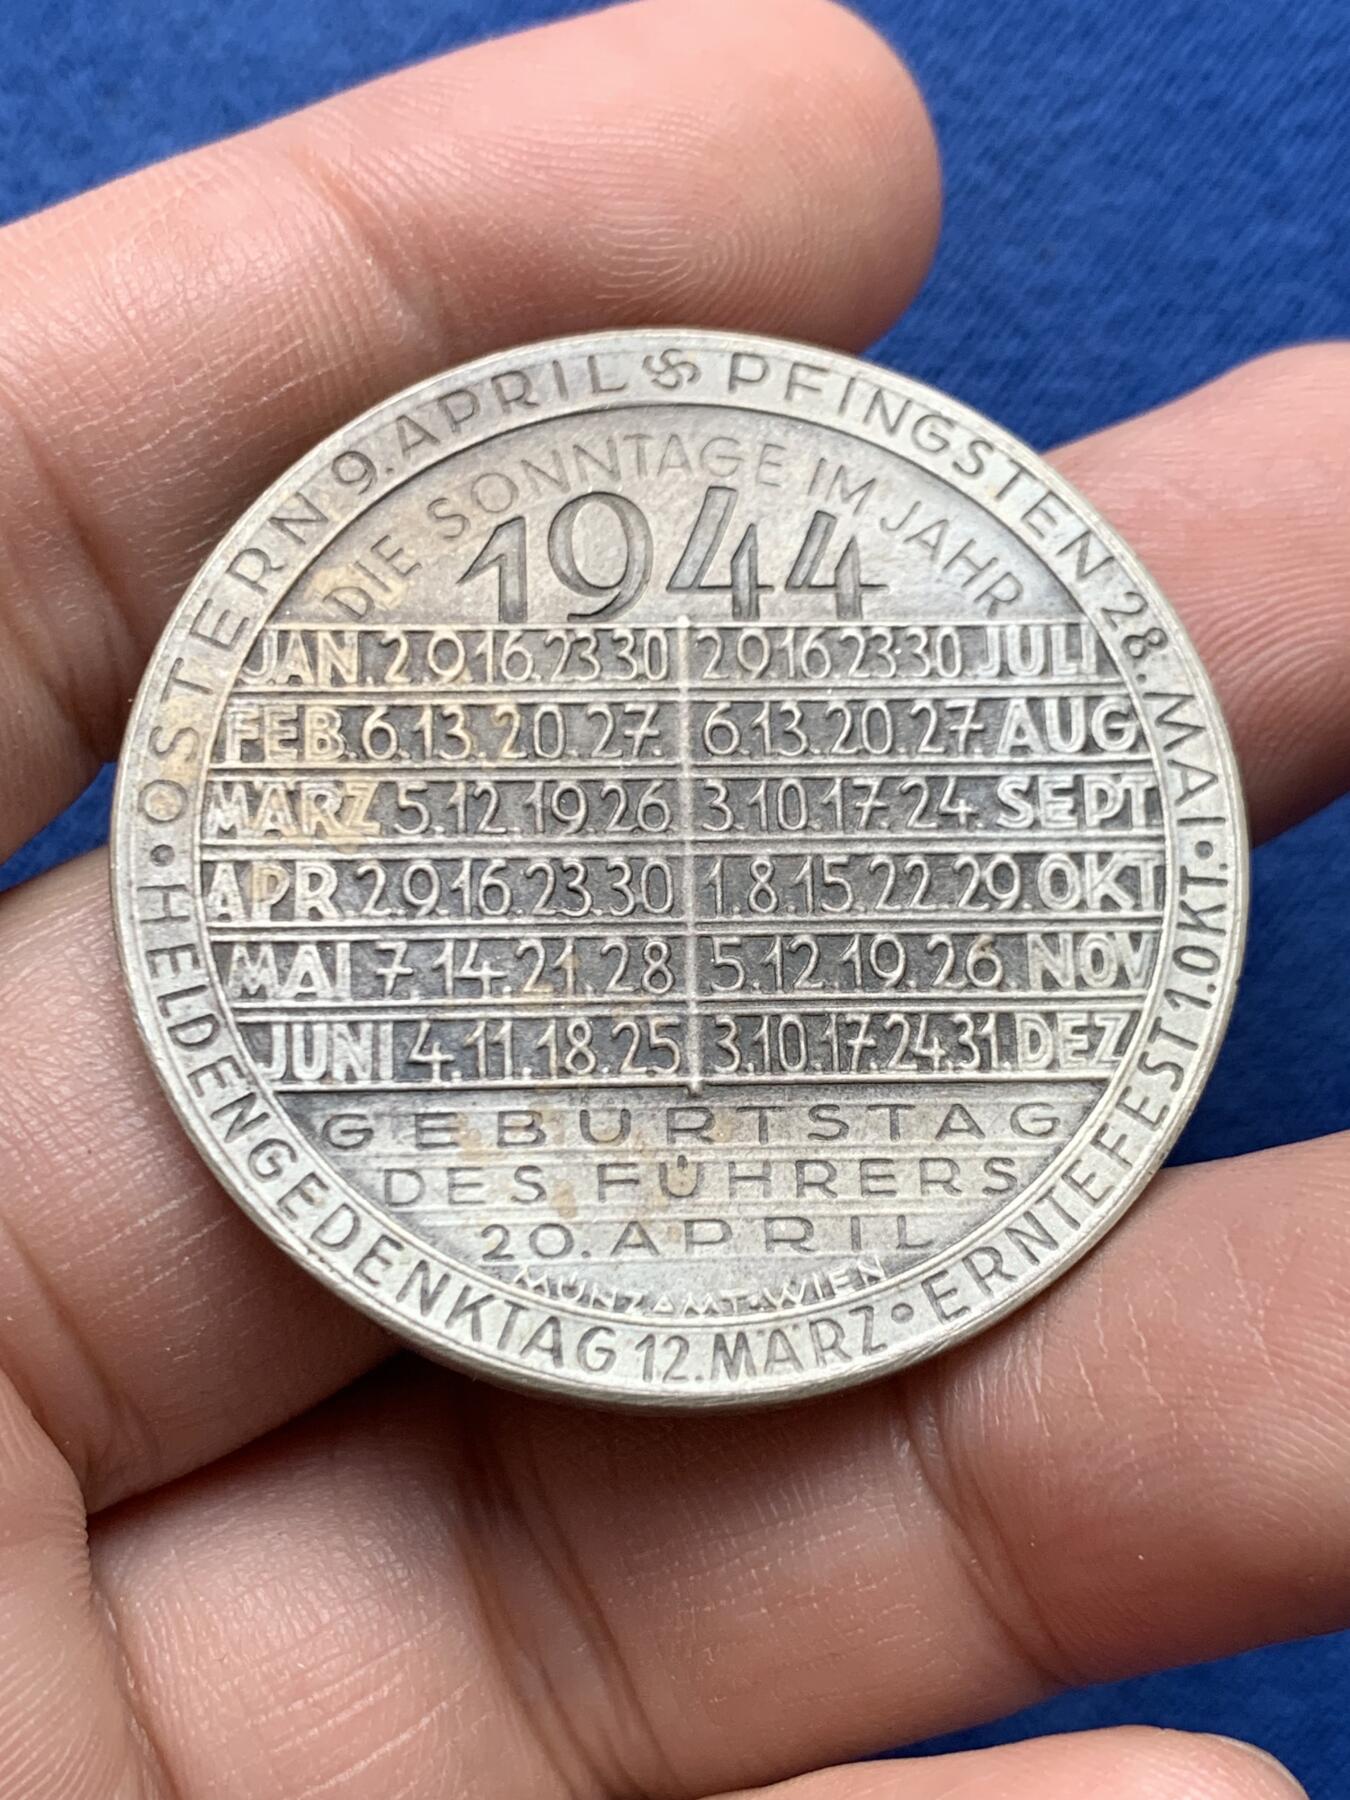 OSTERN 9. APRIL 卐 PFINGSTEN 28. MAI • ERNTEFEST 1. OKT. • HELDENGEDENKTAG 12. MÄRZ •
DIE SONNTAGE IM JAHR
1944
JAN. 2.9.16.23.30 2.9.16.23.30. JULI
FEB. 6.13.20.27. 6.13.20.27. AUG
MÄRZ 5.12.19.26 3.10.17.24. SEPT
APR. 2.9.16.23.30 1.8.15.22.29. OKT
MAI 7.14.21.28 5.12.19.26. NOV
JUNI 4.11.18.25 3.10.17.24.31. DEZ
GEBURTSTAG
DES FÜHRERS
20. APRIL
MÜNZAMT•WIEN